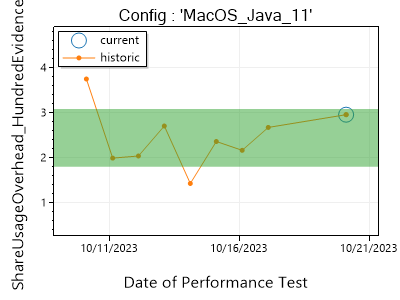 Config : 'MacOS_Java_11'
ShareUsageOverhead_HundredEvidence
current
historic
4
3
2
1
10/11/2023
10/16/2023
10/21/2023
Date of Performance Test